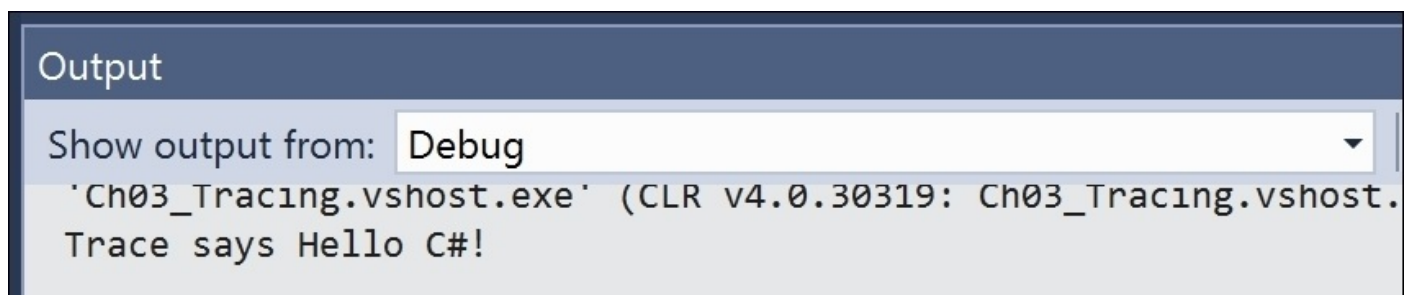 Output
Show output from: Debug
'Ch03_Tracing.vshost.exe' (CLR v4.0.30319: Ch03_Tracing.vshost.
Trace says Hello C#!